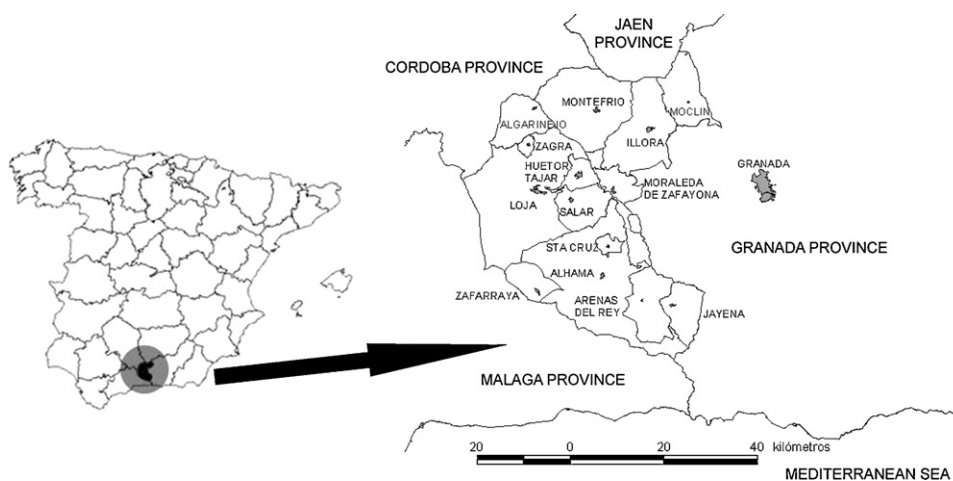 JAEN
PROVINCE
CORDOBA PROVINCE
MONTEFRIO
MOCLIN
ALGARINEJO
ILLORA
ZAGRA
GRANADA
HUETOR
TAJAR
MORALEDA
DE ZAFAYONA
LOJA
SALAR
STA CRUZ
GRANADA PROVINCE
ALHAMA
ZAFARRAYA
ARENAS
DEL REY
JAYENA
MALAGA PROVINCE
20 0 20 40 kilómetros
MEDITERRANEAN SEA